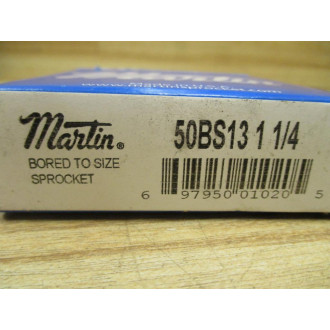 Martin®
BORED TO SIZE
SPROCKET
50BS13 1 1/4
6 97950 01020 5